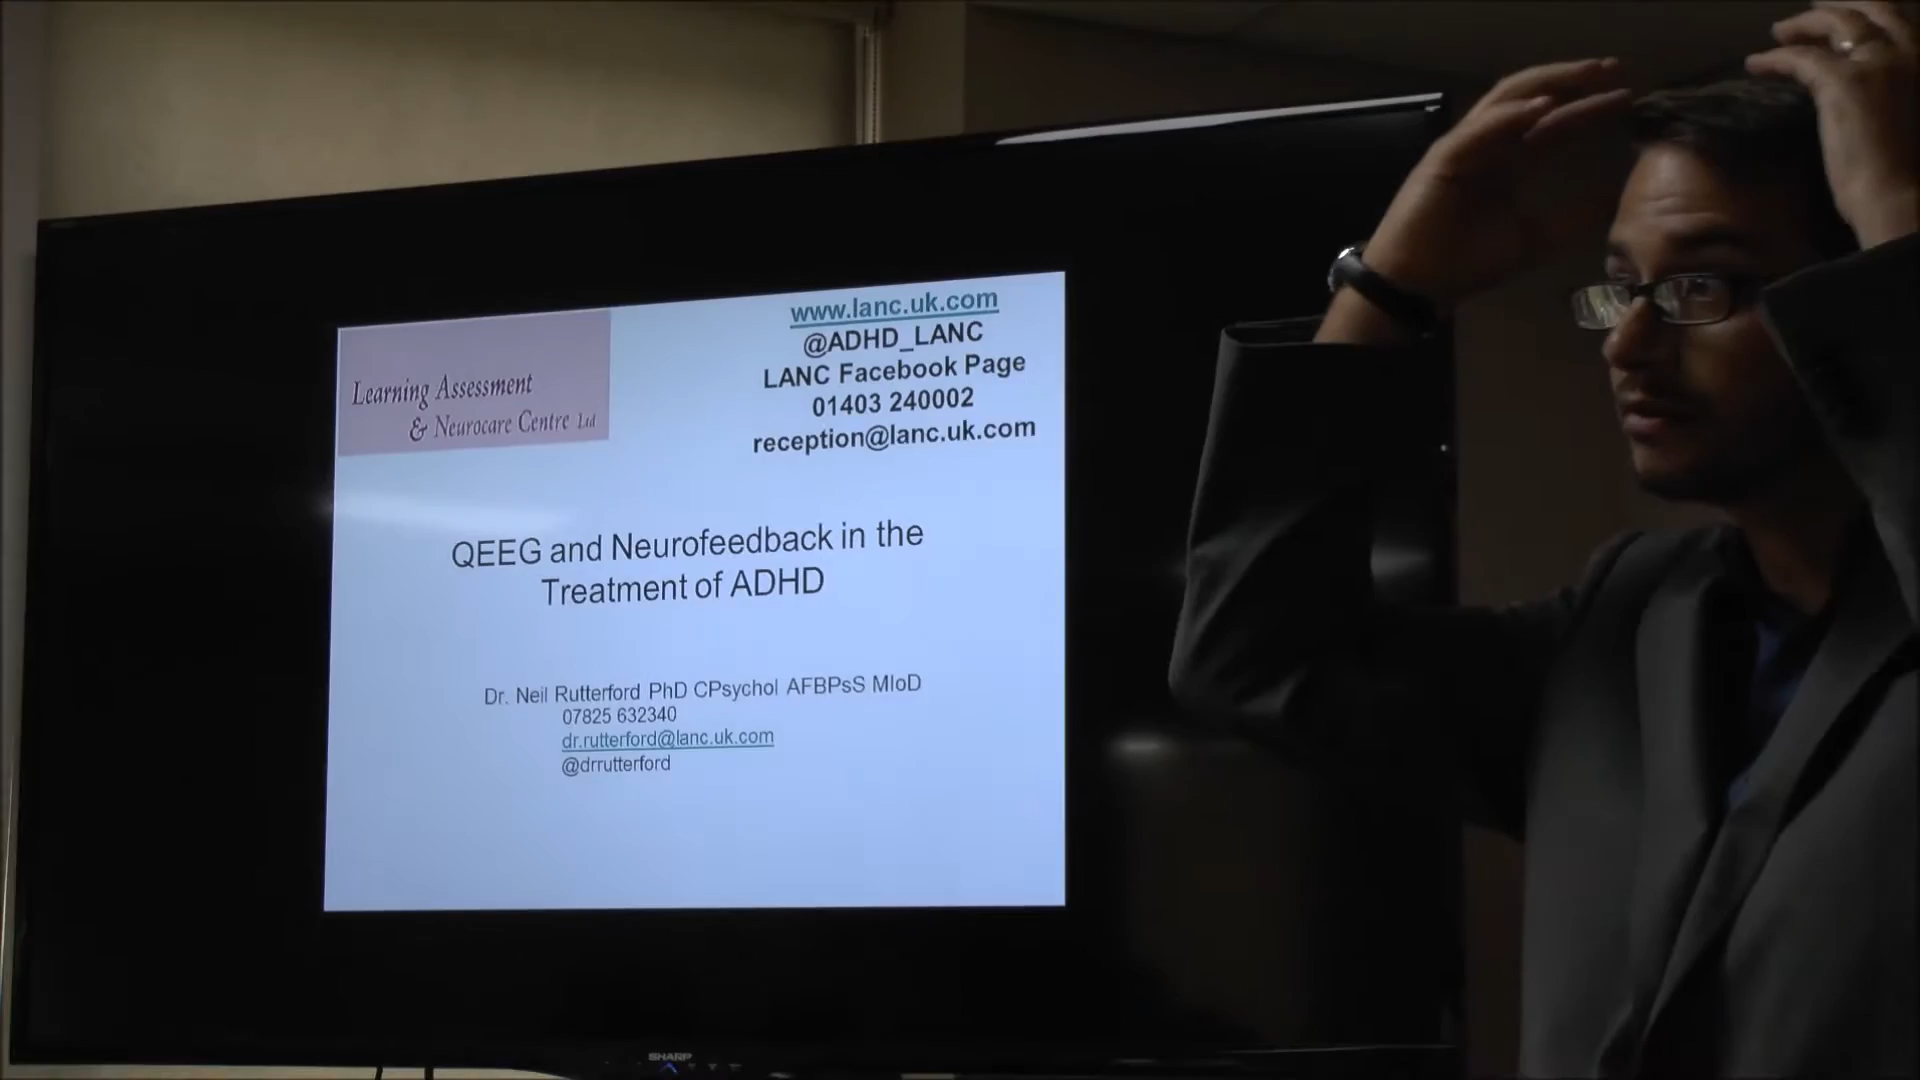 www.lanc.uk.com
@ADHD_LANC
LANC Facebook Page
01403 240002
reception@lanc.uk.com
Learning Assessment
& Neurocare Centre Ltd
QEEG and Neurofeedback in the
Treatment of ADHD
Dr. Neil Rutterford PhD CPsychol AFBPsS MIoD
07825 632340
dr.rutterford@lanc.uk.com
@drrutterford
SHARP